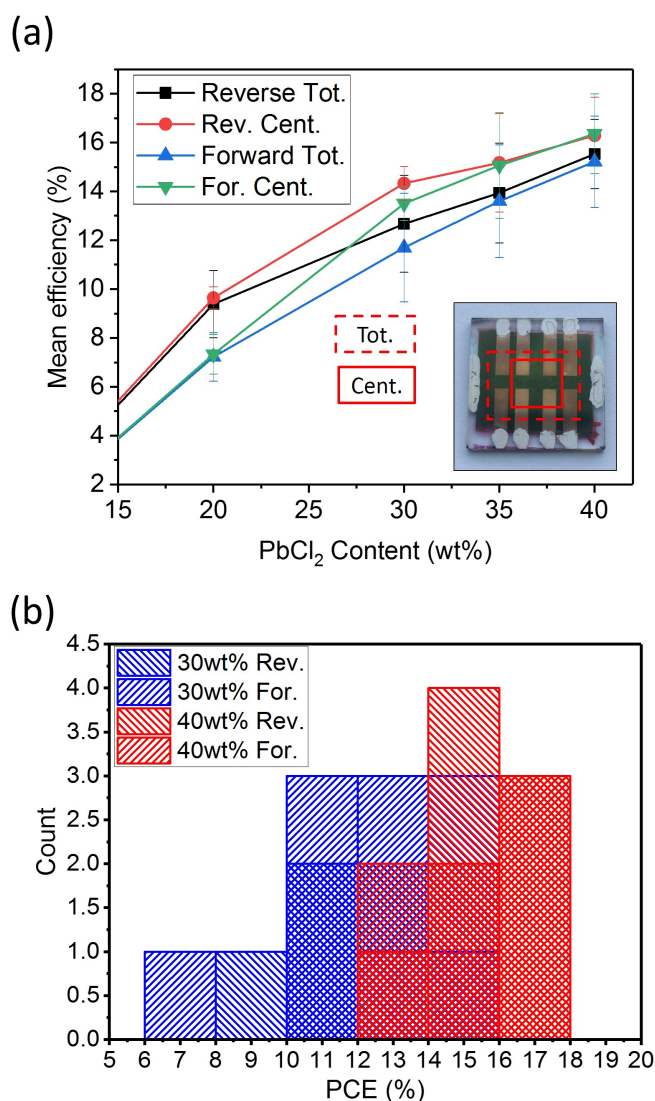 (a)
Mean efficiency (%)
18
16
14
12
10
8
6
4
2
Reverse Tot.
Rev. Cent.
Forward Tot.
For. Cent.
Tot.
Cent.
15 20 25 30 35 40
PbCl₂ Content (wt%)
(b)
Count
4.5
4.0
3.5
3.0
2.5
2.0
1.5
1.0
0.5
0.0
30wt% Rev.
30wt% For.
40wt% Rev.
40wt% For.
5 6 7 8 9 10 11 12 13 14 15 16 17 18 19 20
PCE (%)